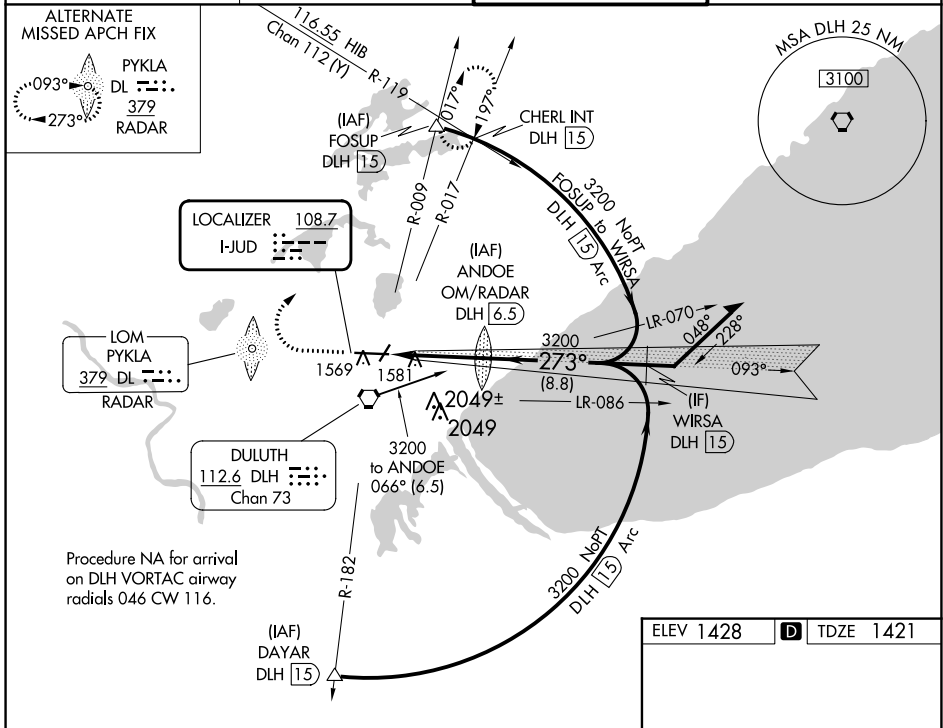 ALTERNATE
MISSED APCH FIX
093°
273°
PYKLA
DL
379
RADAR
116.55 HIB
Chan 112 (Y)
R-119
017°
197°
(IAF)
FOSUP
DLH 15
CHERL INT
DLH 15
MSA DLH 25 NM
3100
R-009
R-017
3200 NoPT
FOSUP to WIRSA
DLH 15 Arc
LOCALIZER 108.7
I-JUD
(IAF)
ANDOE
OM/RADAR
DLH 6.5
LOM
PYKLA
379 DL
RADAR
1569
1581
3200
273°
(8.8)
LR-070
048°
228°
093°
LR-086
(IF)
WIRSA
DLH 15
2049±
2049
3200
to ANDOE
066° (6.5)
DULUTH
112.6 DLH
Chan 73
R-182
3200 NoPT
DLH 15 Arc
Procedure NA for arrival
on DLH VORTAC airway
radials 046 CW 116.
(IAF)
DAYAR
DLH 15
ELEV 1428 D TDZE 1421